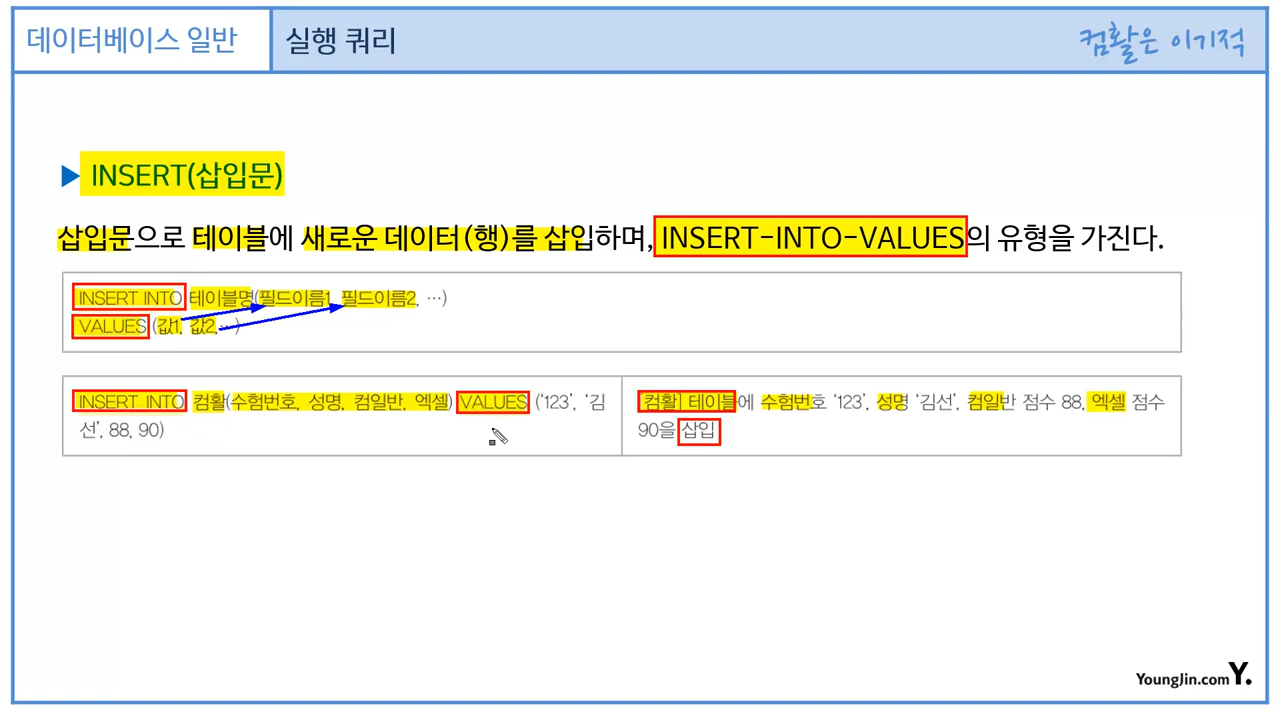 데이터베이스 일반
실행 쿼리
컴활은 이기적
▶ INSERT(삽입문)
삽입문으로 테이블에 새로운 데이터(행)를 삽입하며, INSERT-INTO-VALUES의 유형을 가진다.
INSERT INTO 테이블명(필드이름1, 필드이름2, …)
VALUES (값1, 값2,…)
INSERT INTO 컴활(수험번호, 성명, 컴일반, 엑셀) VALUES (‘123’, ‘김
선’, 88, 90)
[컴활] 테이블에 수험번호 ‘123’, 성명 ‘김선’, 컴일반 점수 88, 엑셀 점수
90을 삽입
YoungJin.com Y.